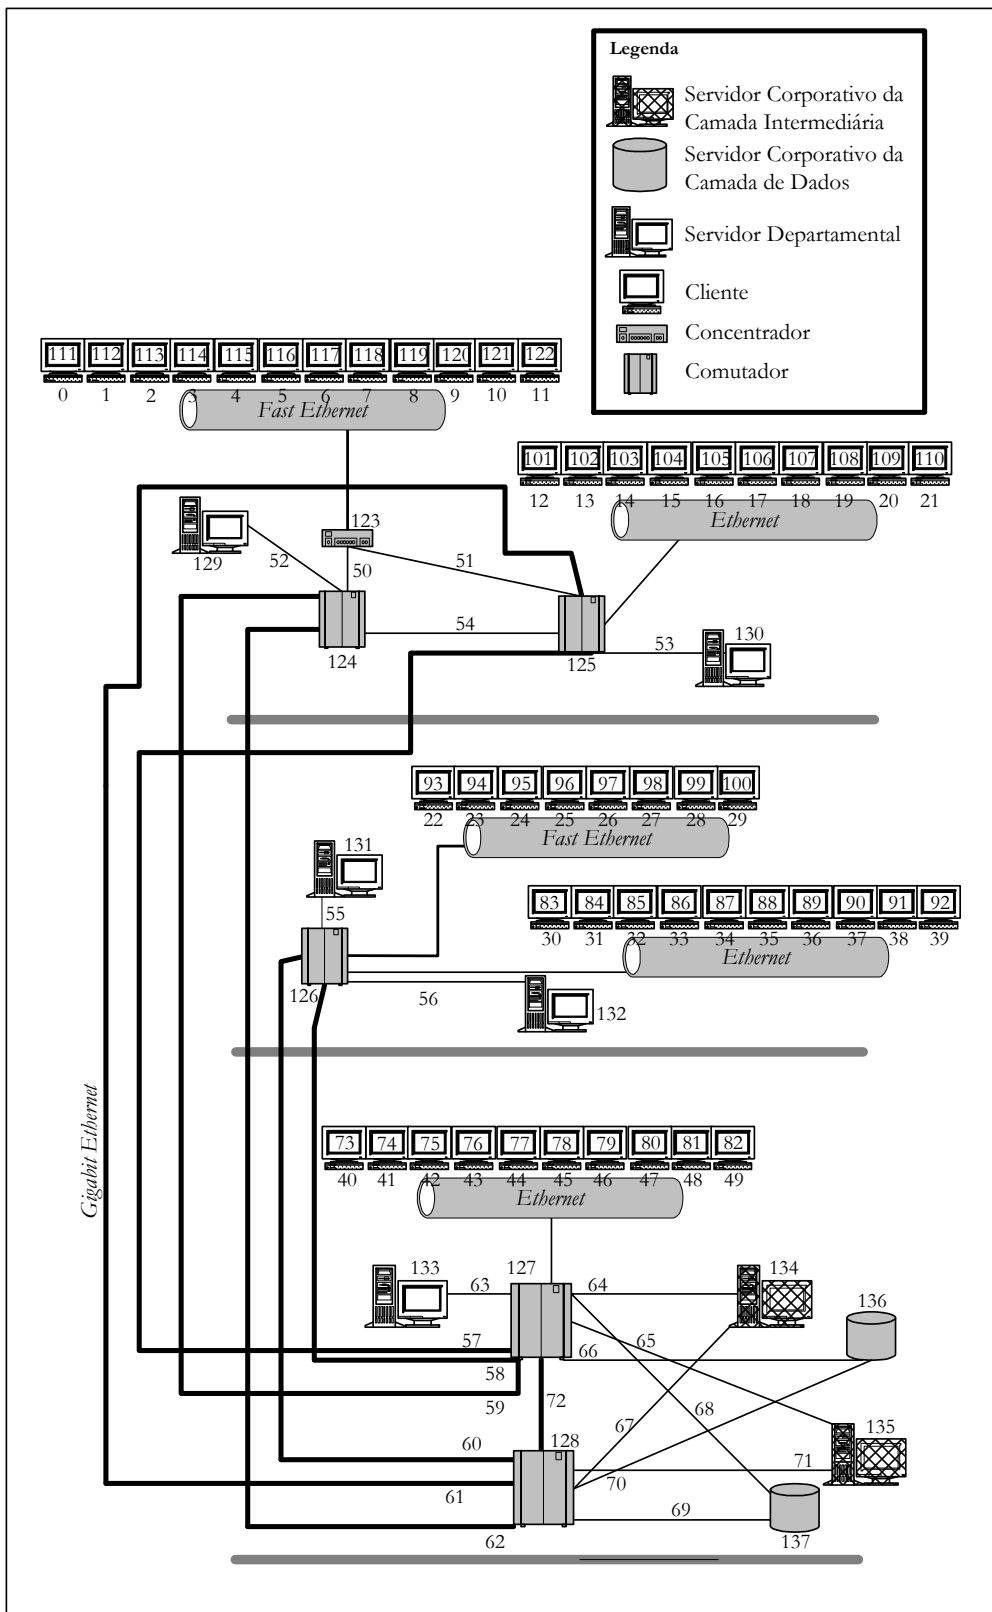 Legenda
Servidor Corporativo da
Camada Intermediária
Servidor Corporativo da
Camada de Dados
Servidor Departamental
Cliente
Concentrador
Comutador
111 112 113 114 115 116 117 118 119 120 121 122
0 1 2 3 4 5 6 7 8 9 10 11
Fast Ethernet
101 102 103 104 105 106 107 108 109 110
12 13 14 15 16 17 18 19 20 21
Ethernet
123
129
52
50
51
54
124
125
53
130
93 94 95 96 97 98 99 100
22 23 24 25 26 27 28 29
Fast Ethernet
131
55
83 84 85 86 87 88 89 90 91 92
30 31 32 33 34 35 36 37 38 39
Ethernet
126
56
132
Gigabit Ethernet
73 74 75 76 77 78 79 80 81 82
40 41 42 43 44 45 46 47 48 49
Ethernet
133
127
63
64
134
136
57
66
65
58
59
72
67
68
135
60
128
71
70
61
69
62
137